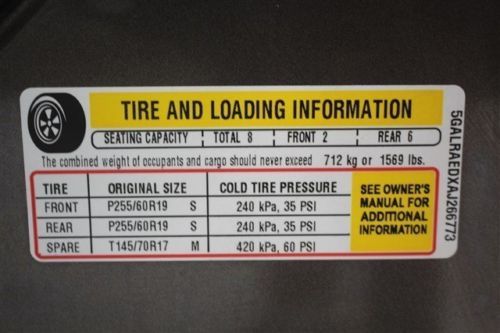 TIRE AND LOADING INFORMATION
SEATING CAPACITY TOTAL 8 FRONT 2 REAR 6
The combined weight of occupants and cargo should never exceed 712 kg or 1569 lbs.
TIRE ORIGINAL SIZE COLD TIRE PRESSURE
FRONT P255/60R19 S 240 kPa, 35 PSI
REAR P255/60R19 S 240 kPa, 35 PSI
SPARE T145/70R17 M 420 kPa, 60 PSI
SEE OWNER'S
MANUAL FOR
ADDITIONAL
INFORMATION
5GALRAEDXAJ266773